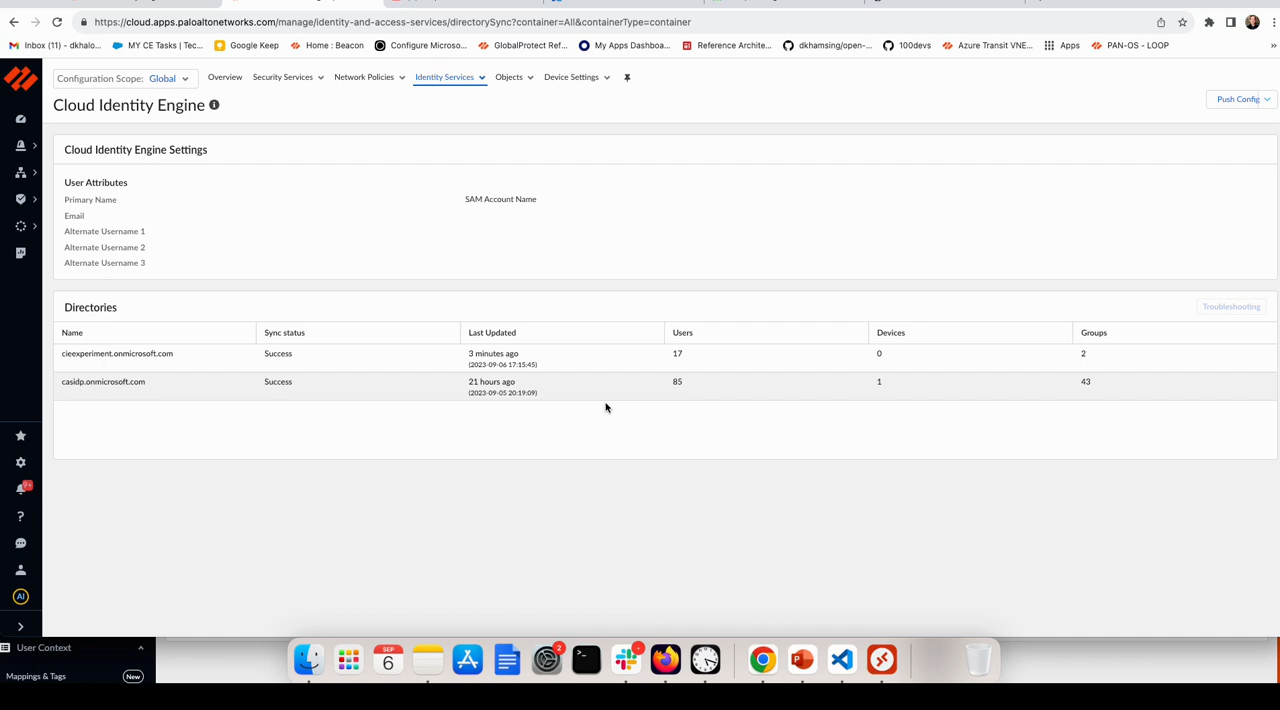 https://cloud.apps.paloaltonetworks.com/manage/identity-and-access-services/directorySync?container=All&containerType=container
Inbox (11) - dkhalo... MY CE Tasks | Tec... Google Keep Home : Beacon Configure Microso... GlobalProtect Ref... My Apps Dashboa... Reference Archite... dkhamsing/open-... 100devs Azure Transit VNE... Apps PAN-OS - LOOP »
Configuration Scope: Global Overview Security Services Network Policies Identity Services Objects Device Settings
Cloud Identity Engine
Push Config
Cloud Identity Engine Settings
User Attributes
Primary Name SAM Account Name
Email
Alternate Username 1
Alternate Username 2
Alternate Username 3
Directories Troubleshooting
Name Sync status Last Updated Users Devices Groups
cieexperiment.onmicrosoft.com Success 3 minutes ago 17 0 2
(2023-09-06 17:15:45)
casidp.onmicrosoft.com Success 21 hours ago 85 1 43
(2023-09-05 20:19:09)
9+
?
AI
User Context
Mappings & Tags New
SEP
6
2